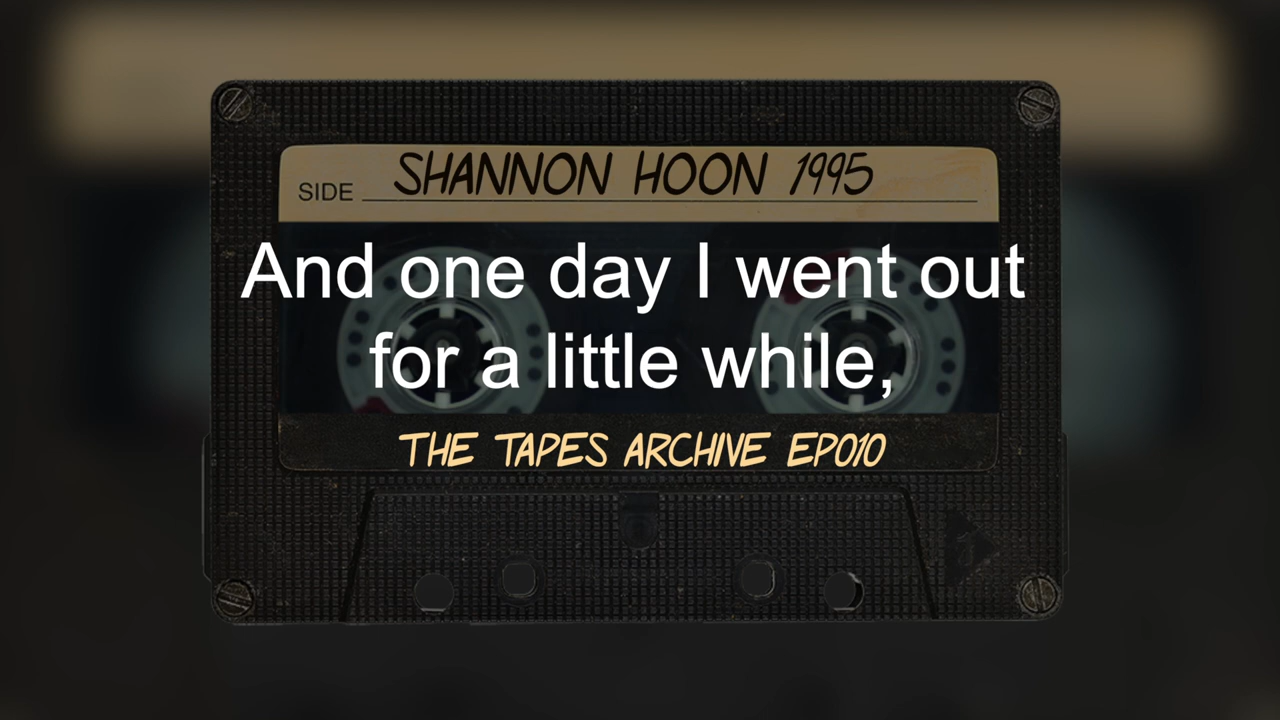 SHANNON HOON 1995
SIDE
And one day I went out
for a little while,
THE TAPES ARCHIVE EP010